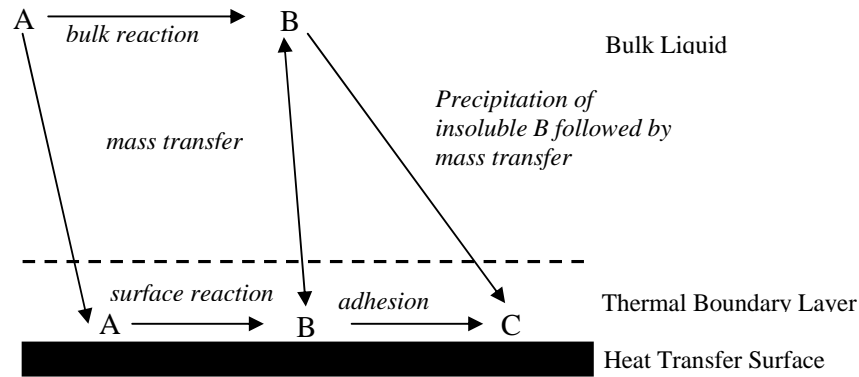 A
bulk reaction
B
Bulk Liquid
Precipitation of
insoluble B followed by
mass transfer
mass transfer
surface reaction
adhesion
Thermal Boundary Layer
A
B
C
Heat Transfer Surface